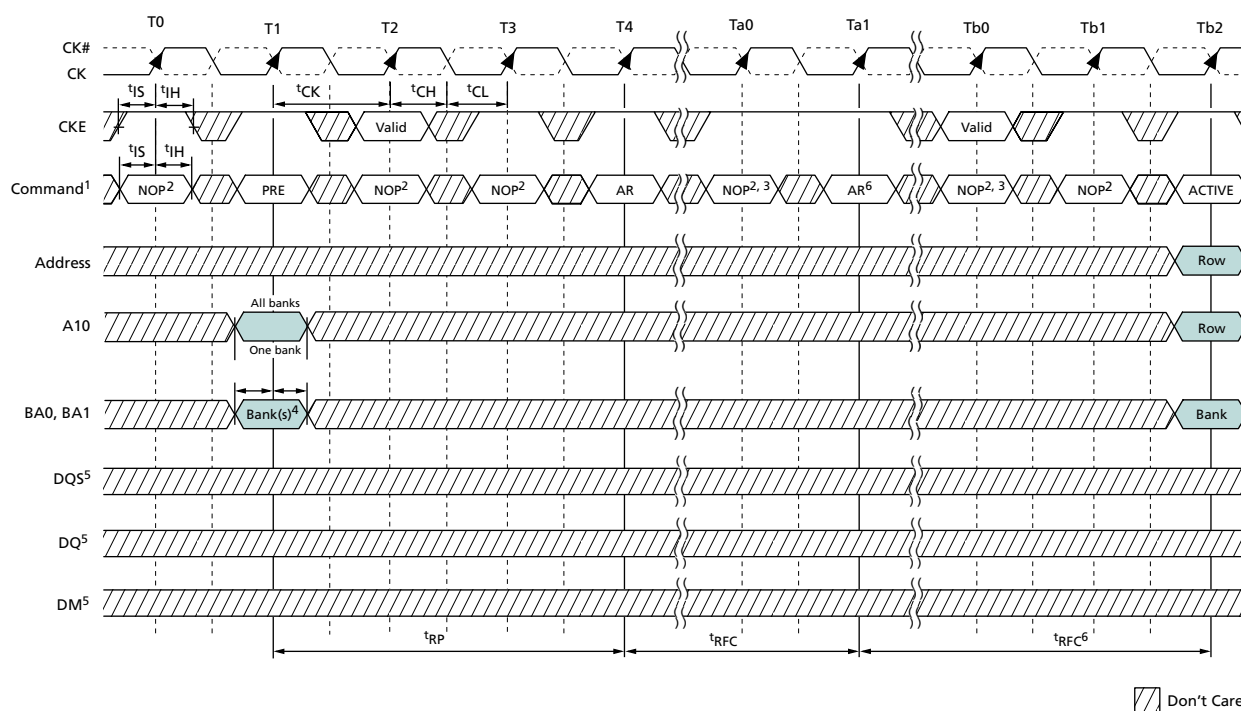 T0 T1 T2 T3 T4 Ta0 Ta1 Tb0 Tb1 Tb2
CK#
CK
tIS tIH tCK tCH tCL
CKE Valid Valid
tIS tIH
Command1 NOP2 PRE NOP2 NOP2 AR NOP2, 3 AR6 NOP2, 3 NOP2 ACTIVE
Address Row
All banks
A10 Row
One bank
BA0, BA1 Bank(s)4 Bank
DQS5
DQ5
DM5
tRP tRFC tRFC6
Don't Care